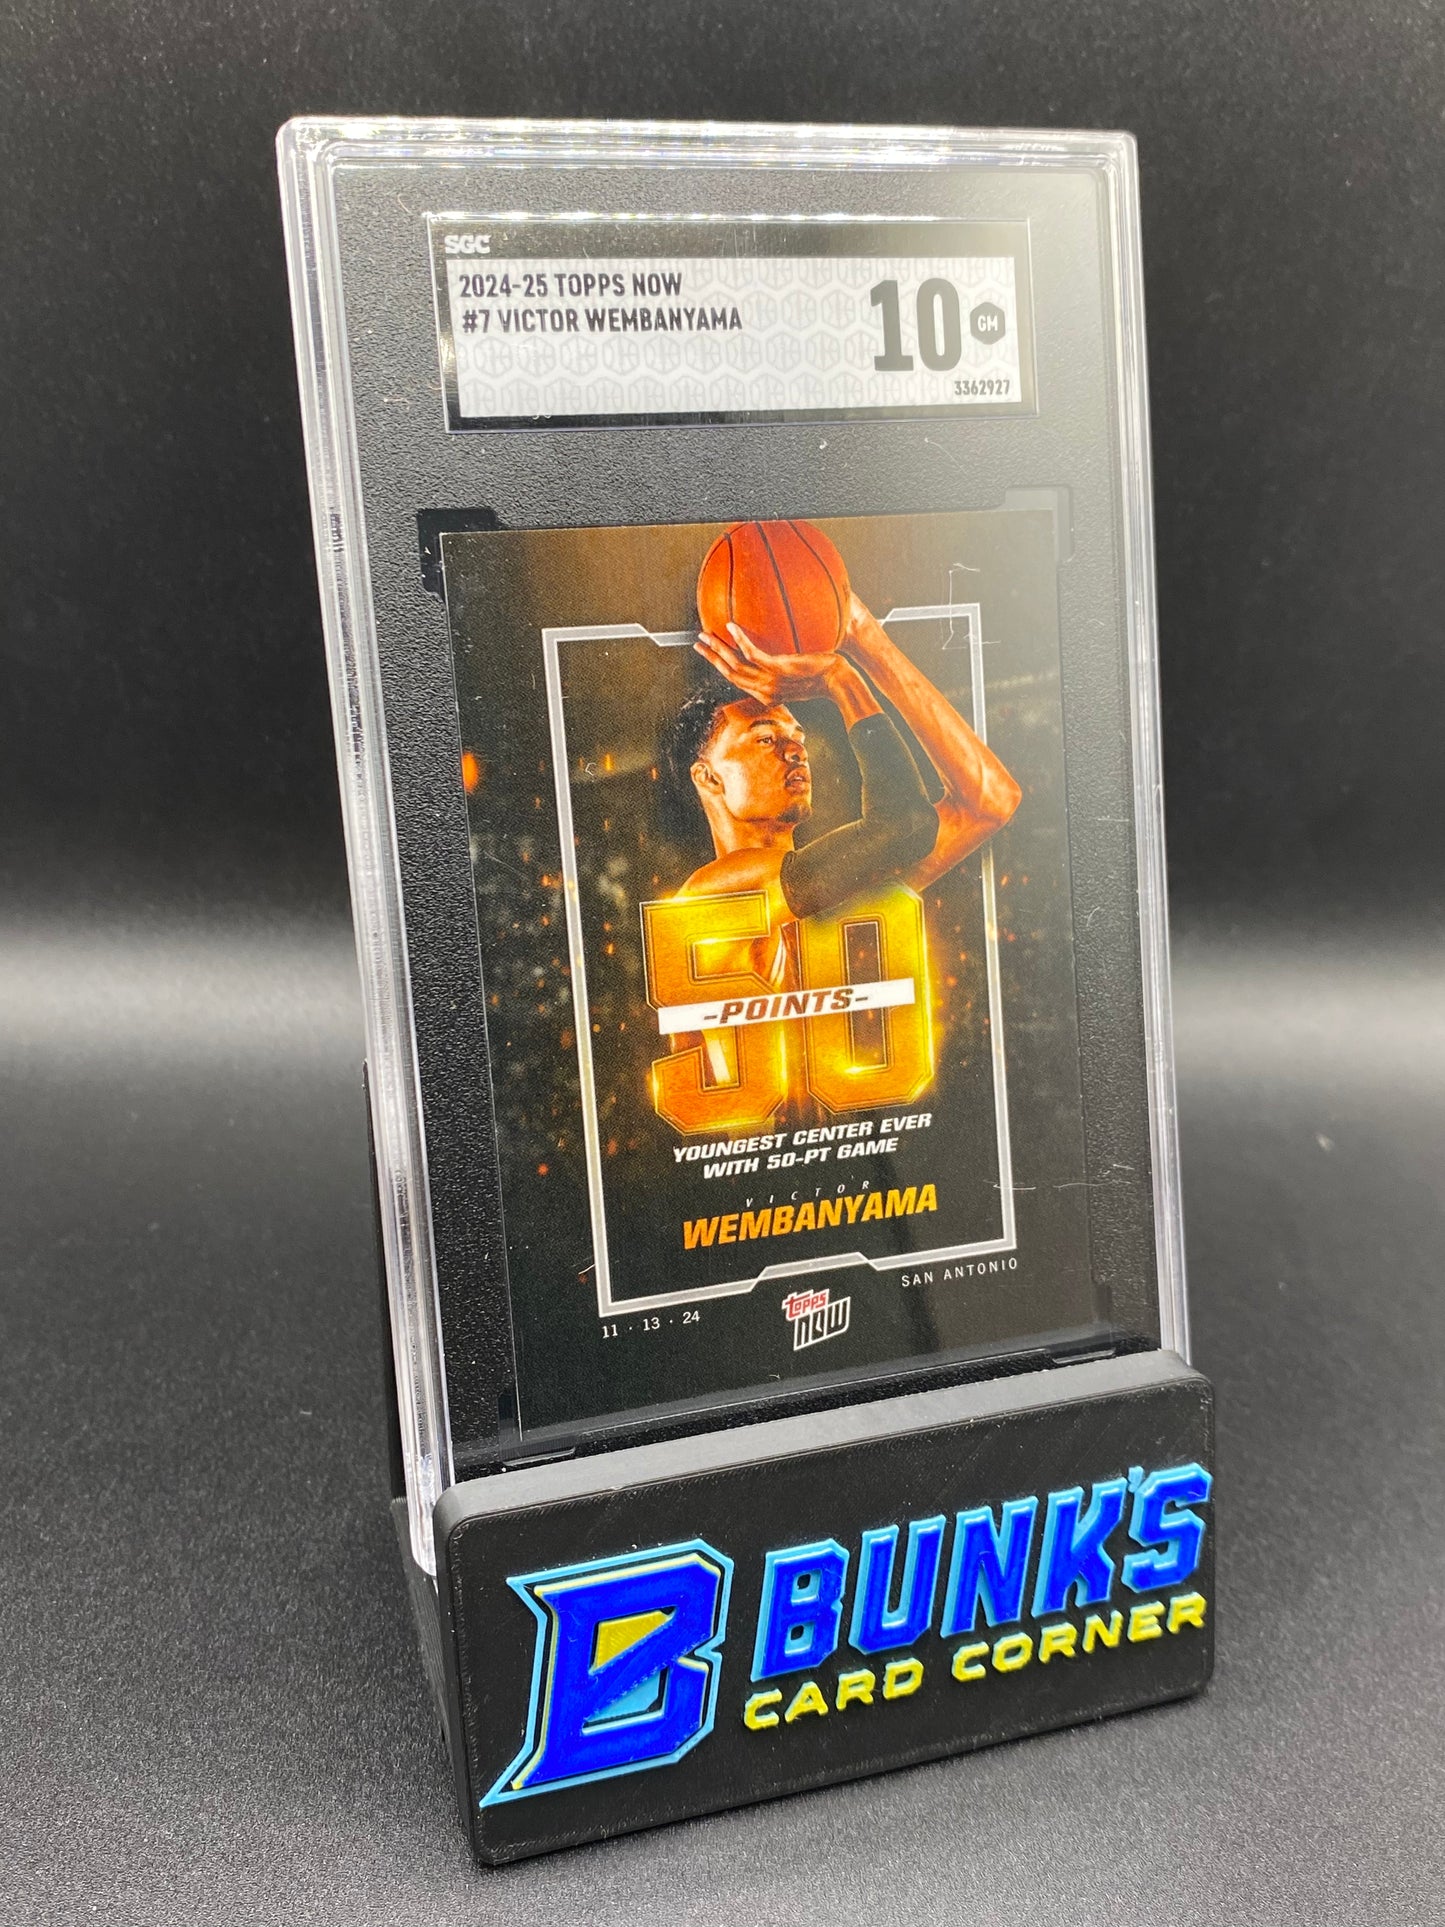 SGC
2024-25 TOPPS NOW
#7 VICTOR WEMBANYAMA
10 GM
3362927
50
-POINTS-
YOUNGEST CENTER EVER
WITH 50-PT GAME
VICTOR
WEMBANYAMA
SAN ANTONIO
11 · 13 · 24
topps
NOW
B BUNK'S
CARD CORNER